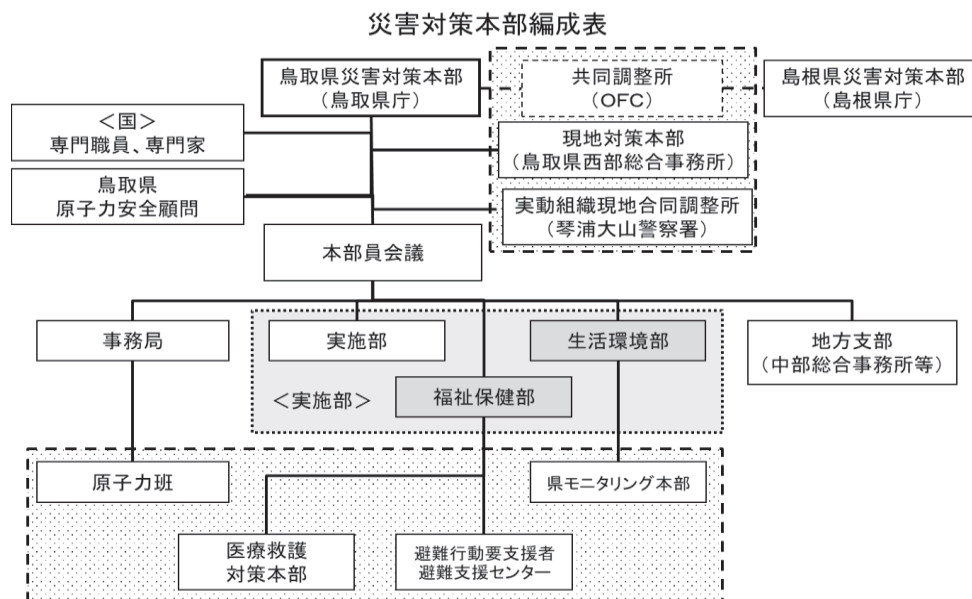 災害対策本部編成表
鳥取県災害対策本部
（鳥取県庁）
共同調整所
（OFC）
島根県災害対策本部
（島根県庁）
＜国＞
専門職員、専門家
現地対策本部
（鳥取県西部総合事務所）
鳥取県
原子力安全顧問
実動組織現地合同調整所
（琴浦大山警察署）
本部員会議
事務局
実施部
生活環境部
地方支部
（中部総合事務所等）
＜実施部＞
福祉保健部
原子力班
県モニタリング本部
医療救護
対策本部
避難行動要支援者
避難支援センター